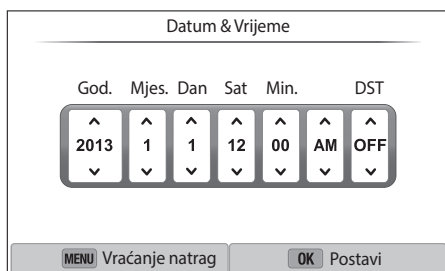 Datum & Vrijeme
God. Mjes. Dan Sat Min. DST
2013 1 1 12 00 AM OFF
MENU Vraćanje natrag OK Postavi